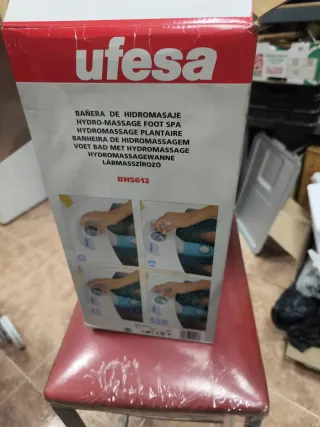 ufesa
BAÑERA DE HIDROMASAJE
HYDRO-MASSAGE FOOT SPA
HYDROMASSAGE PLANTAIRE
BANHEIRA DE HIDROMASSAGEM
VOET BAD MET HYDROMASSAGE
HYDROMASSAGEWANNE
LÁBMASSZÍROZÓ
BH5612